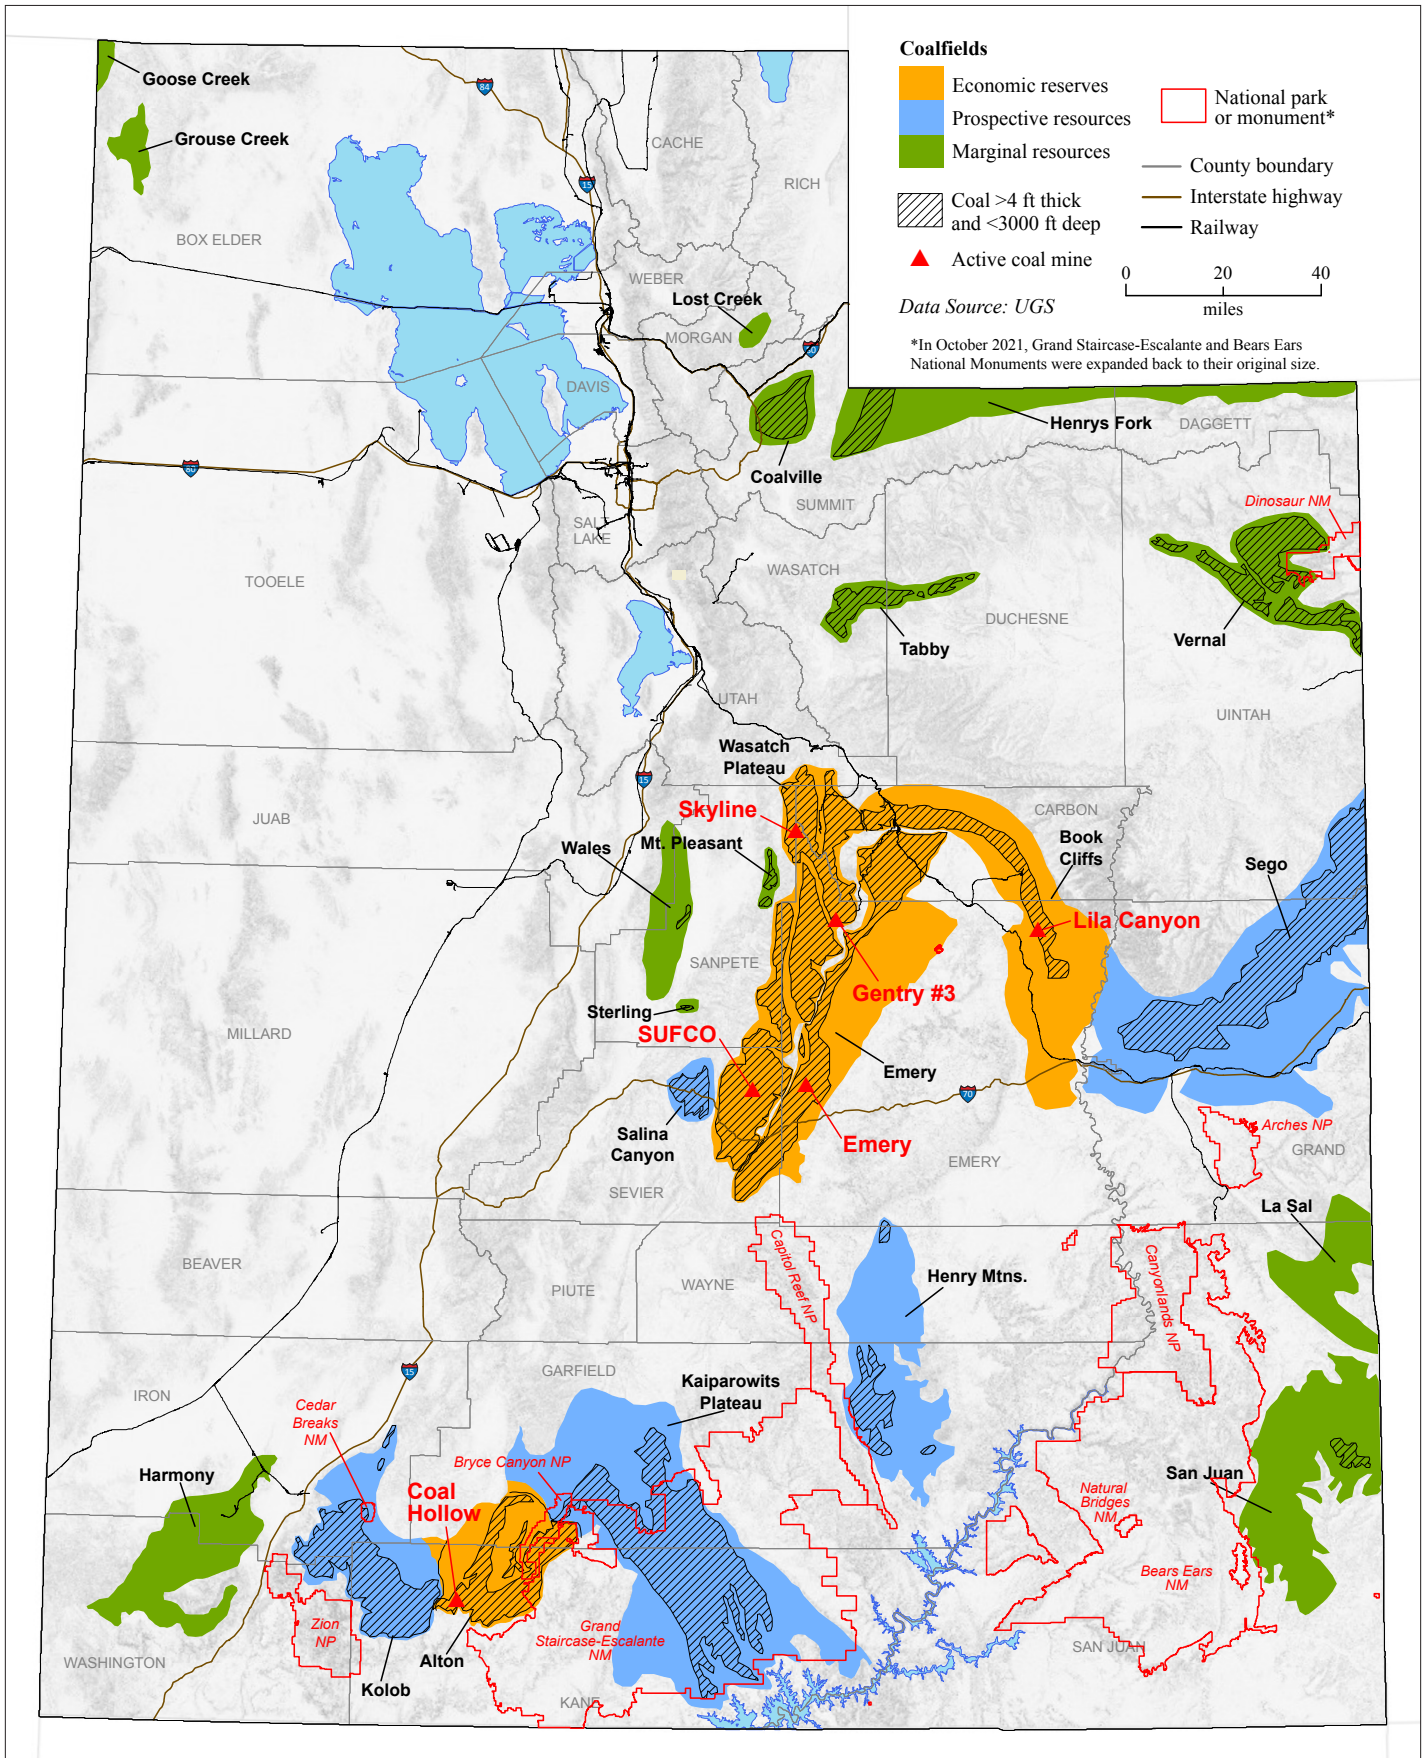 Coalfields
Economic reserves
Prospective resources
Marginal resources
Coal >4 ft thick
and <3000 ft deep
Active coal mine
Data Source: UGS
National park
or monument*
County boundary
Interstate highway
Railway
0 20 40
miles
*In October 2021, Grand Staircase-Escalante and Bears Ears
National Monuments were expanded back to their original size.
Goose Creek
84
Grouse Creek
CACHE
15
RICH
BOX ELDER
WEBER
Lost Creek
MORGAN
80
DAVIS
Henrys Fork
DAGGETT
80
Coalville
SUMMIT
Dinosaur NM
SALT
LAKE
WASATCH
TOOELE
DUCHESNE
Tabby
Vernal
UTAH
UINTAH
Wasatch
Plateau
15
Skyline
CARBON
JUAB
Wales
Mt. Pleasant
Book
Cliffs
Sego
Lila Canyon
SANPETE
Gentry #3
Sterling
MILLARD
SUFCO
Emery
70
Salina
Canyon
Emery
Arches NP
GRAND
EMERY
SEVIER
La Sal
Capitol Reef NP
Canyonlands NP
BEAVER
PIUTE
WAYNE
Henry Mtns.
15
GARFIELD
Kaiparowits
Plateau
IRON
Cedar
Breaks
NM
Bryce Canyon NP
Harmony
Coal
Hollow
San Juan
Natural
Bridges
NM
Bears Ears
NM
Zion
NP
Grand
Staircase-Escalante
NM
SAN JUAN
WASHINGTON
Alton
Kolob
KANE